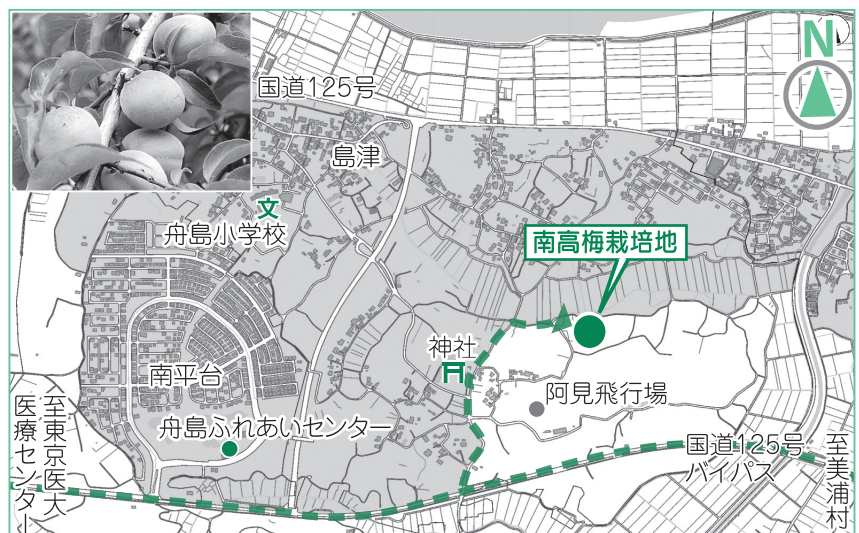 N
国道125号
島津
文
舟島小学校
南高梅栽培地
神社
南平台
阿見飛行場
舟島ふれあいセンター
至東京医大
医療センター
国道125号
バイパス
至美浦村